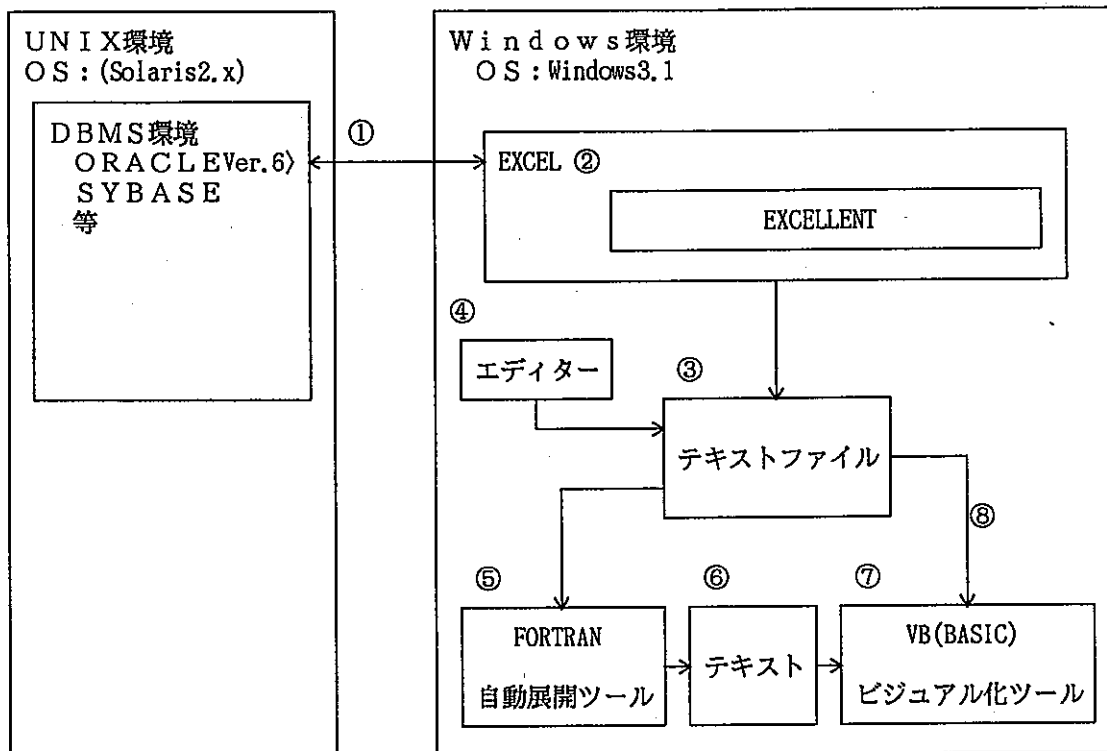 UNIX環境
OS:(Solaris2.x)
DBMS環境
ORACLEVer.6〉
SYBASE
等
①
Windows環境
OS:Windows3.1
EXCEL ②
EXCELLENT
④
エディター
③
テキストファイル
⑧
⑤
FORTRAN
自動展開ツール
⑥
テキスト
⑦
VB(BASIC)
ビジュアル化ツール